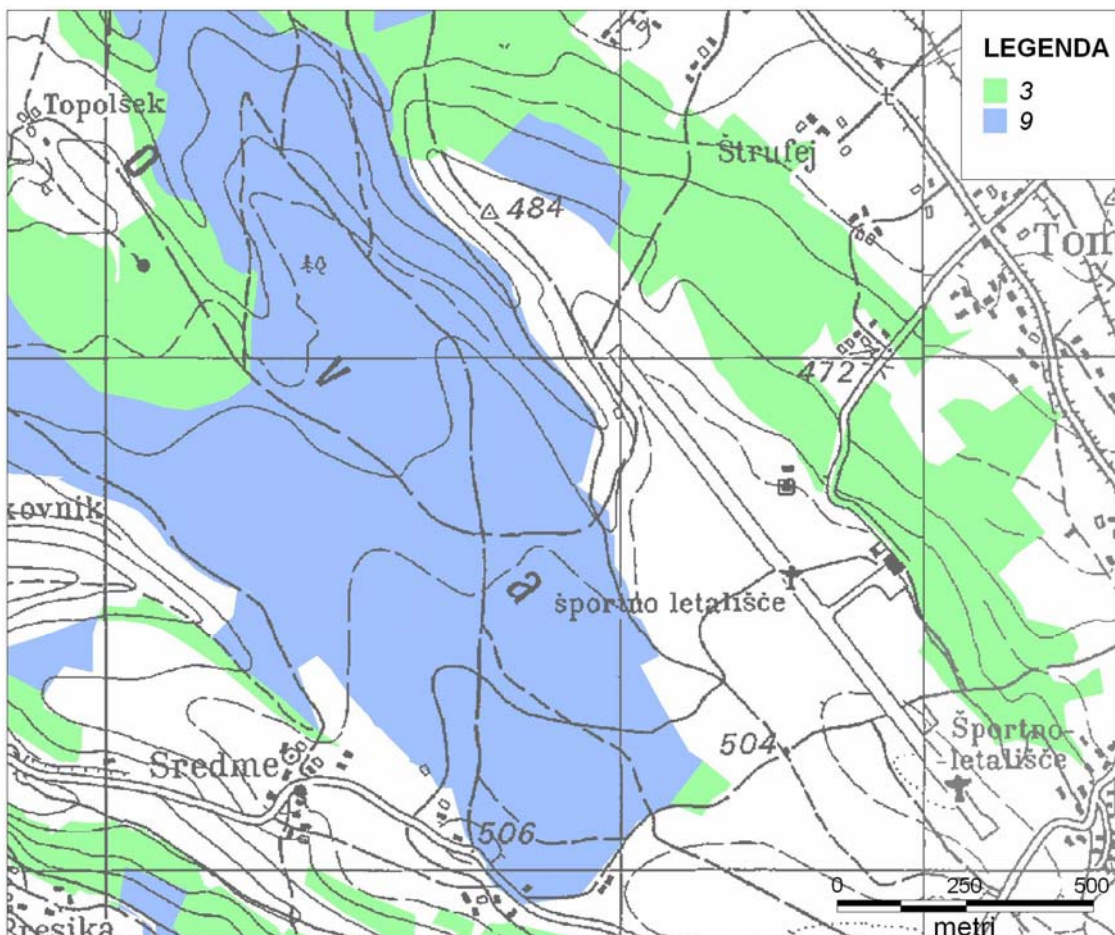 LEGENDA
3
9
Topolšek
Štrufej
484
Tom
v
472
kovnik
a
športno letališče
504
Športno-
-letališče
Sredme
506
0 250 500
metri
Bresika